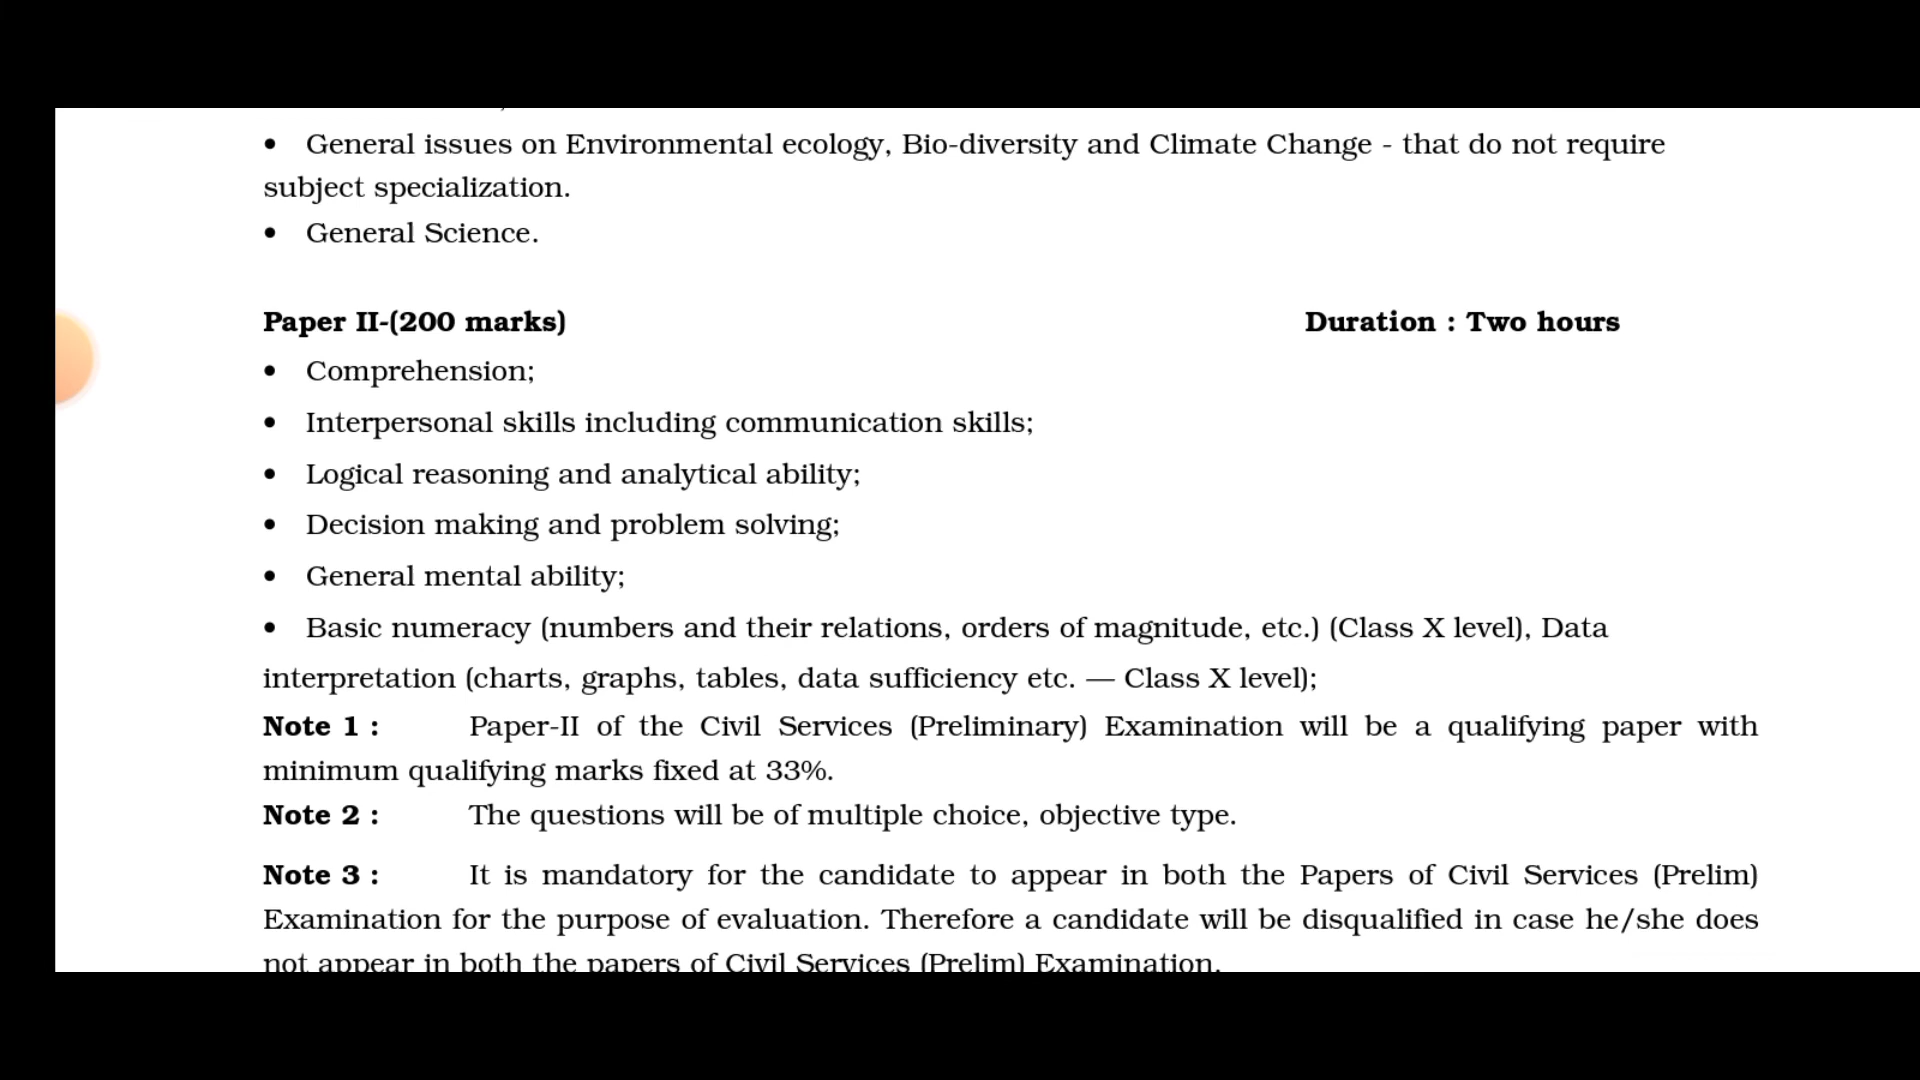 • General issues on Environmental ecology, Bio-diversity and Climate Change - that do not require
subject specialization.
• General Science.
Paper II-(200 marks) Duration : Two hours
• Comprehension;
• Interpersonal skills including communication skills;
• Logical reasoning and analytical ability;
• Decision making and problem solving;
• General mental ability;
• Basic numeracy (numbers and their relations, orders of magnitude, etc.) (Class X level), Data
interpretation (charts, graphs, tables, data sufficiency etc. — Class X level);
Note 1 : Paper-II of the Civil Services (Preliminary) Examination will be a qualifying paper with
minimum qualifying marks fixed at 33%.
Note 2 : The questions will be of multiple choice, objective type.
Note 3 : It is mandatory for the candidate to appear in both the Papers of Civil Services (Prelim)
Examination for the purpose of evaluation. Therefore a candidate will be disqualified in case he/she does
not appear in both the papers of Civil Services (Prelim) Examination.